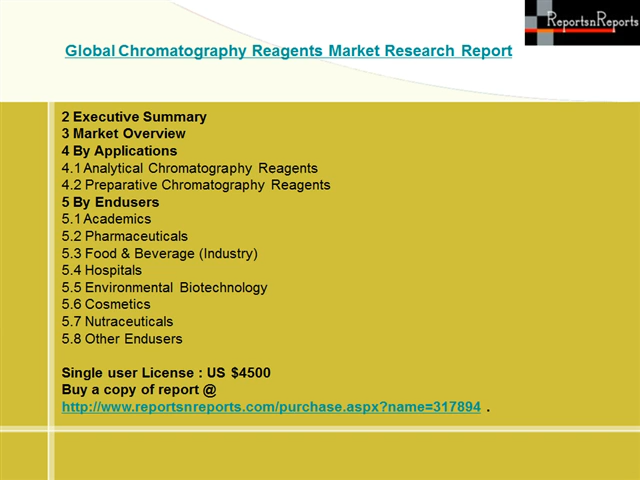 ReportsnReports
Global Chromatography Reagents Market Research Report
2 Executive Summary
3 Market Overview
4 By Applications
4.1 Analytical Chromatography Reagents
4.2 Preparative Chromatography Reagents
5 By Endusers
5.1 Academics
5.2 Pharmaceuticals
5.3 Food & Beverage (Industry)
5.4 Hospitals
5.5 Environmental Biotechnology
5.6 Cosmetics
5.7 Nutraceuticals
5.8 Other Endusers
Single user License : US $4500
Buy a copy of report @
http://www.reportsnreports.com/purchase.aspx?name=317894 .